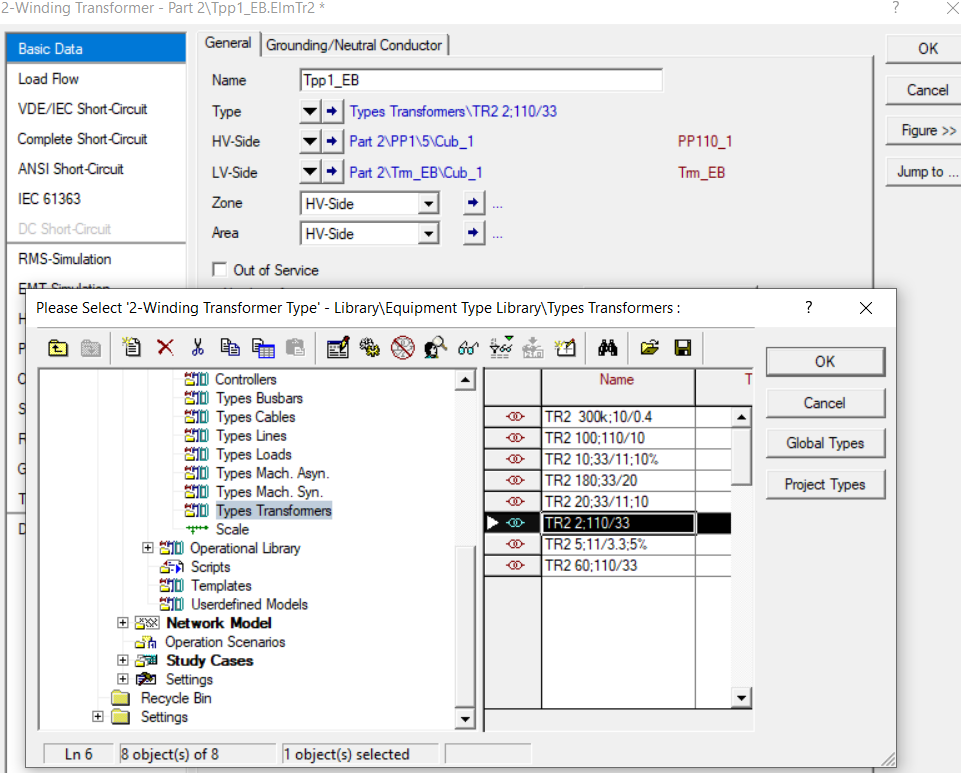 2-Winding Transformer - Part 2\Tpp1_EB.ElmTr2 *
?
Basic Data
Load Flow
VDE/IEC Short-Circuit
Complete Short-Circuit
ANSI Short-Circuit
IEC 61363
DC Short-Circuit
RMS-Simulation
EMT-Simulation
General
Grounding/Neutral Conductor
Name
Tpp1_EB
Type
Types Transformers\TR2 2;110/33
HV-Side
Part 2\PP1\5\Cub_1
PP110_1
LV-Side
Part 2\Trm_EB\Cub_1
Trm_EB
Zone
HV-Side
...
Area
HV-Side
...
Out of Service
OK
Cancel
Figure >>
Jump to ...
Please Select '2-Winding Transformer Type' - Library\Equipment Type Library\Types Transformers :
?
Controllers
Types Busbars
Types Cables
Types Lines
Types Loads
Types Mach. Asyn.
Types Mach. Syn.
Types Transformers
Scale
Operational Library
Scripts
Templates
Userdefined Models
Network Model
Operation Scenarios
Study Cases
Settings
Recycle Bin
Settings
Name
T
TR2  300k;10/0.4
TR2 100;110/10
TR2 10;33/11;10%
TR2 180;33/20
TR2 20;33/11;10
TR2 2;110/33
TR2 5;11/3.3;5%
TR2 60;110/33
OK
Cancel
Global Types
Project Types
Ln 6
8 object(s) of 8
1 object(s) selected